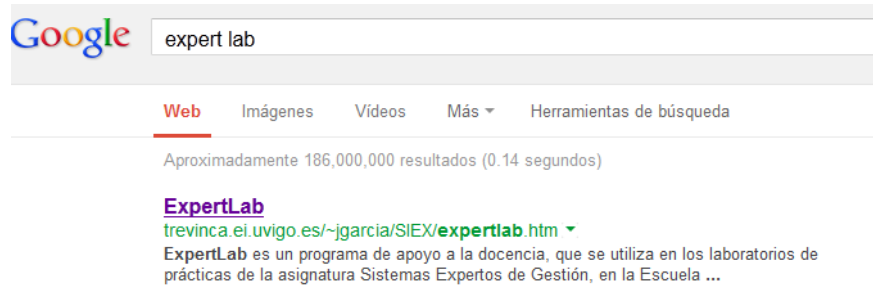 Google expert lab
Web Imágenes Vídeos Más Herramientas de búsqueda
Aproximadamente 186,000,000 resultados (0.14 segundos)
ExpertLab
trevinca.ei.uvigo.es/~jgarcia/SIEX/expertlab.htm
ExpertLab es un programa de apoyo a la docencia, que se utiliza en los laboratorios de
prácticas de la asignatura Sistemas Expertos de Gestión, en la Escuela ...